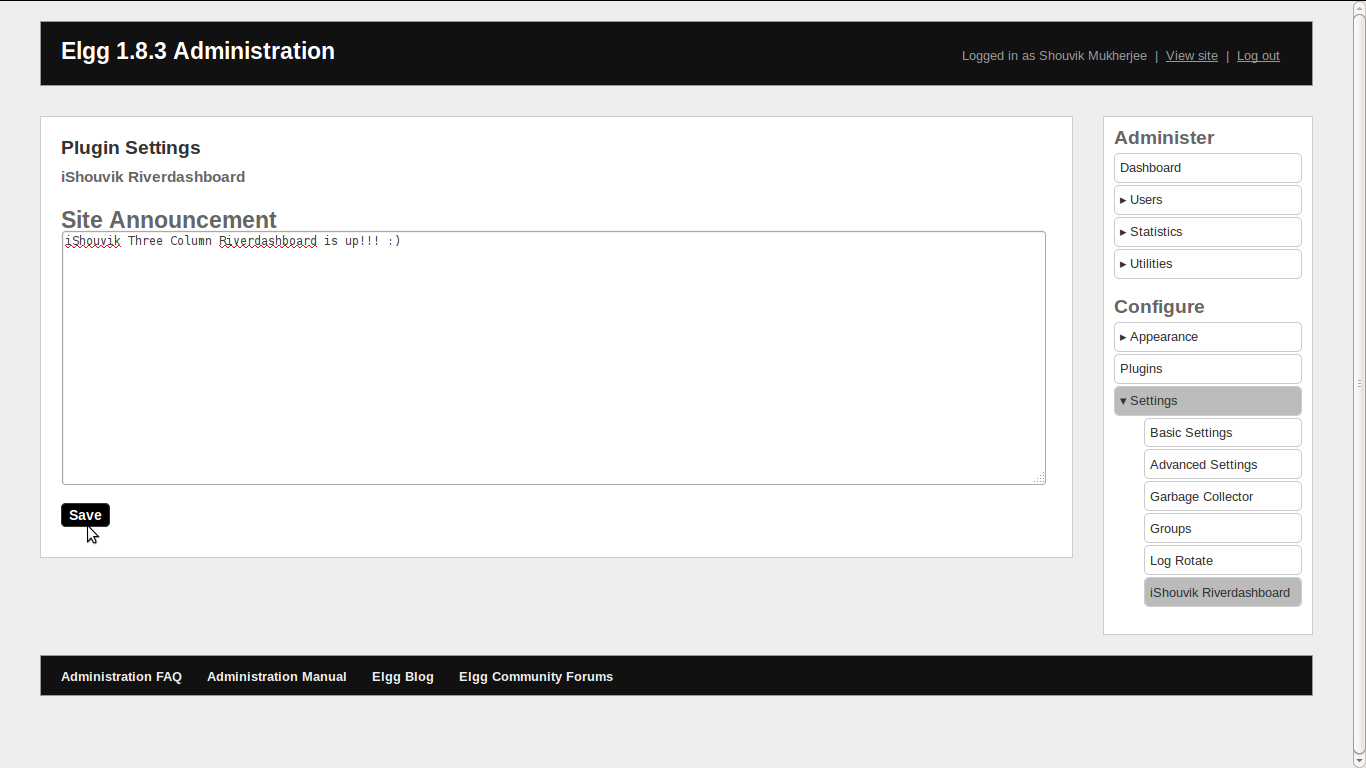 Elgg 1.8.3 Administration
Logged in as Shouvik Mukherjee | View site | Log out
Plugin Settings
iShouvik Riverdashboard
Site Announcement
iShouvik Three Column Riverdashboard is up!!! :)
Save
Administer
Dashboard
▸ Users
▸ Statistics
▸ Utilities
Configure
▸ Appearance
Plugins
▾ Settings
Basic Settings
Advanced Settings
Garbage Collector
Groups
Log Rotate
iShouvik Riverdashboard
Administration FAQ Administration Manual Elgg Blog Elgg Community Forums